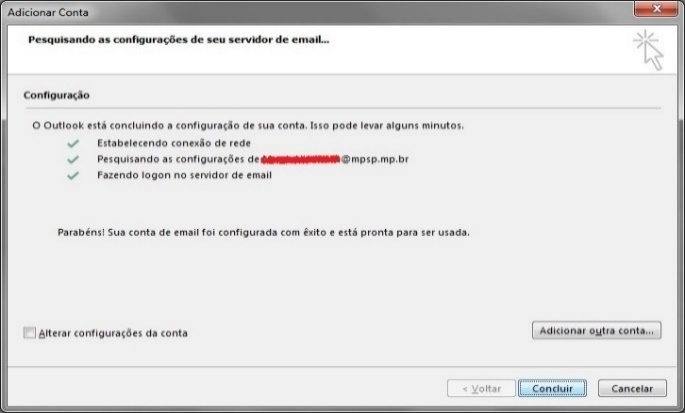 Adicionar Conta
Pesquisando as configurações de seu servidor de email...
Configuração
O Outlook está concluindo a configuração de sua conta. Isso pode levar alguns minutos.
Estabelecendo conexão de rede
Pesquisando as configurações de @mpsp.mp.br
Fazendo logon no servidor de email
Parabéns! Sua conta de email foi configurada com êxito e está pronta para ser usada.
Alterar configurações da conta
Adicionar outra conta...
< Voltar
Concluir
Cancelar